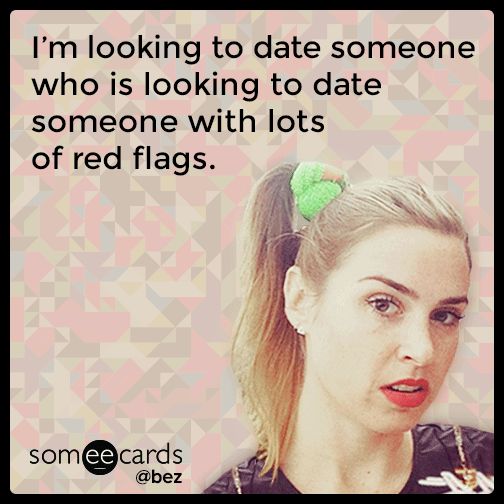 I’m looking to date someone
who is looking to date
someone with lots
of red flags.
someecards
@bez